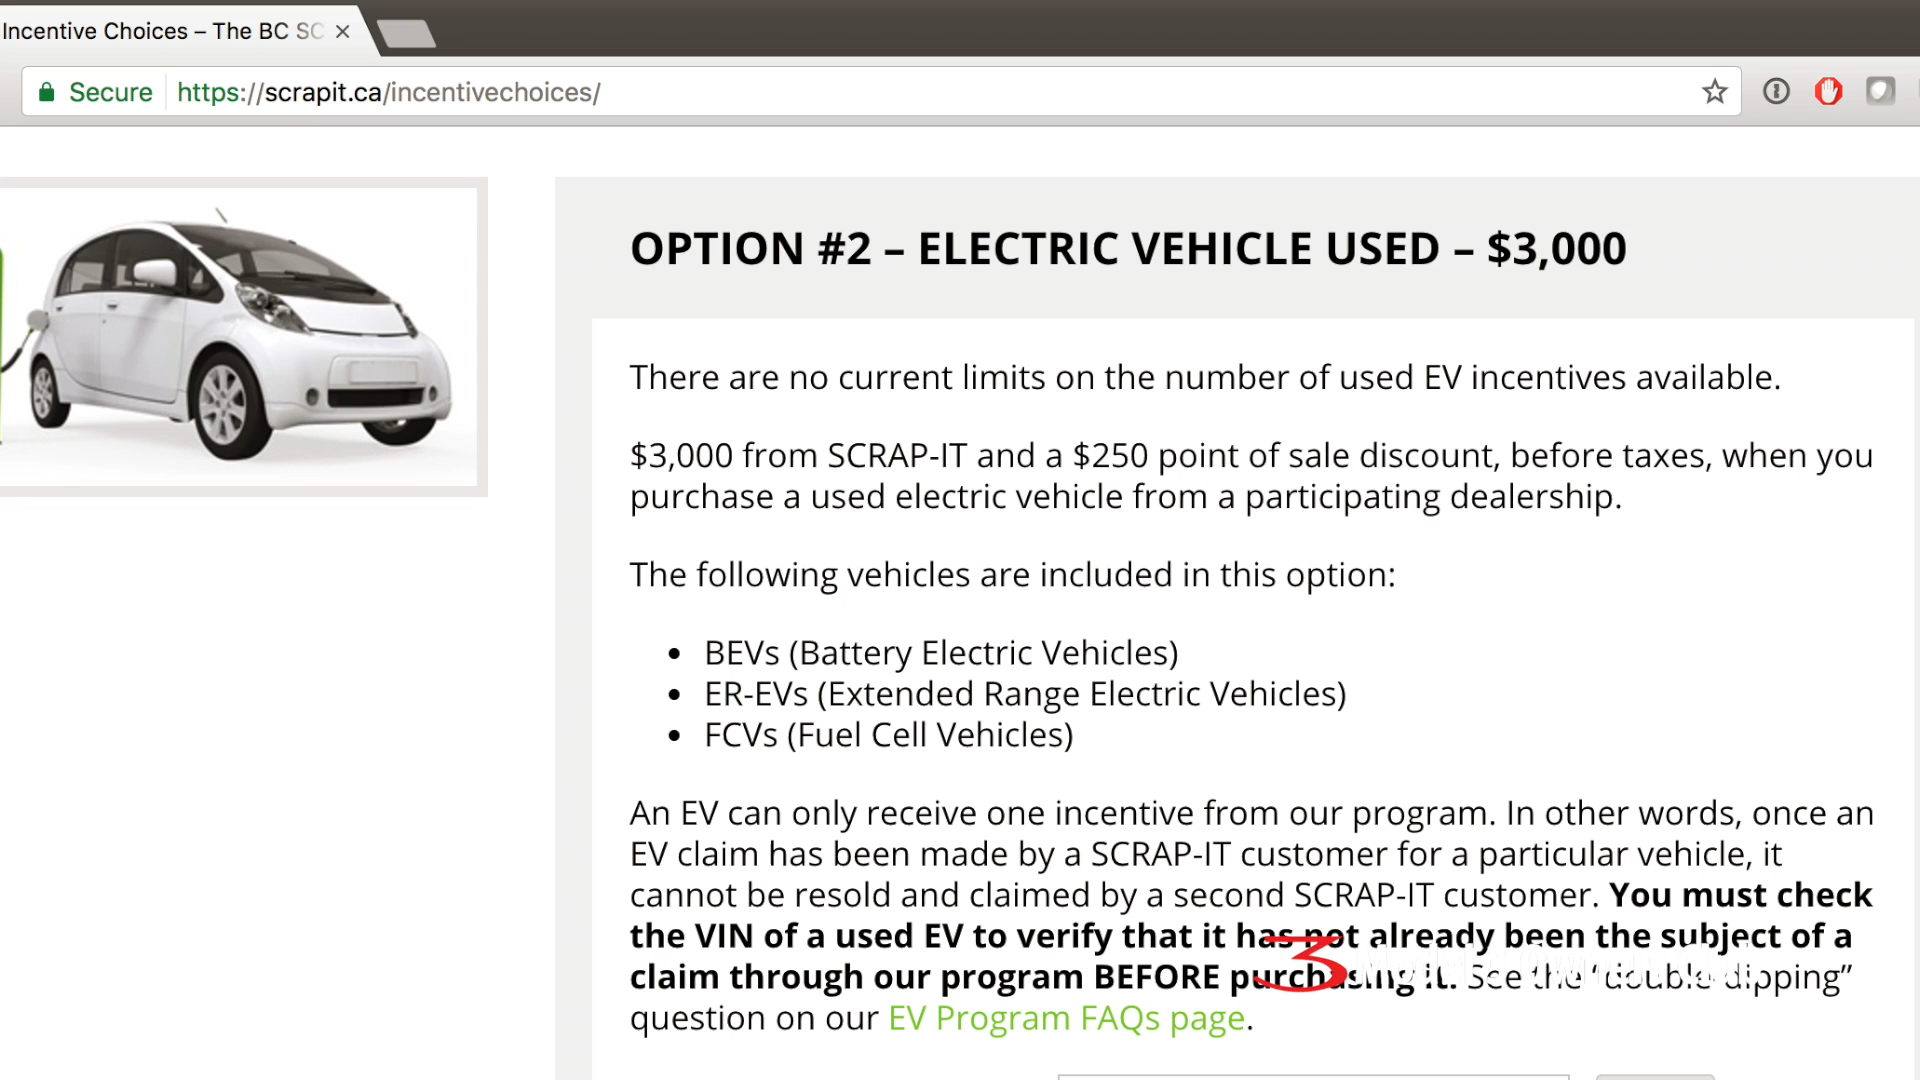 Incentive Choices – The BC SC
Secure
https://scrapit.ca/incentivechoices/
OPTION #2 – ELECTRIC VEHICLE USED – $3,000
There are no current limits on the number of used EV incentives available.
$3,000 from SCRAP-IT and a $250 point of sale discount, before taxes, when you
purchase a used electric vehicle from a participating dealership.
The following vehicles are included in this option:
• BEVs (Battery Electric Vehicles)
• ER-EVs (Extended Range Electric Vehicles)
• FCVs (Fuel Cell Vehicles)
An EV can only receive one incentive from our program. In other words, once an
EV claim has been made by a SCRAP-IT customer for a particular vehicle, it
cannot be resold and claimed by a second SCRAP-IT customer. You must check
the VIN of a used EV to verify that it has not already been the subject of a
claim through our program BEFORE purchasing it. See the “double dipping”
question on our EV Program FAQs page.
3